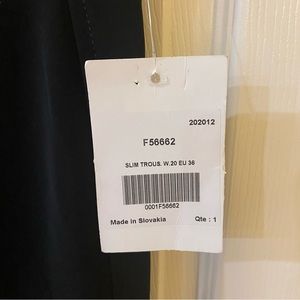 202012
F56662
SLIM TROUS. W.20 EU 36
0001F56662
Made in Slovakia Qte : 1